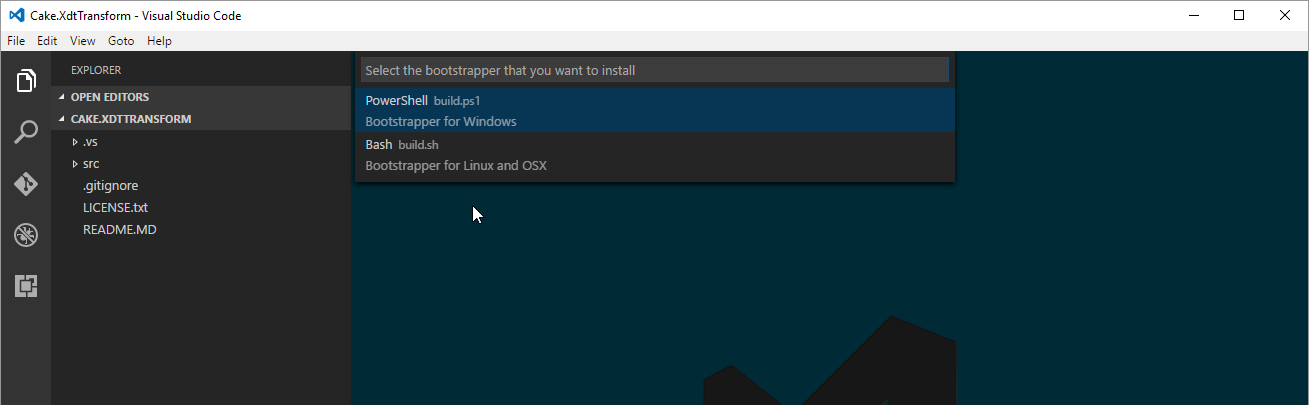 Cake.XdtTransform - Visual Studio Code
File Edit View Goto Help
EXPLORER
OPEN EDITORS
CAKE.XDTTRANSFORM
.vs
src
.gitignore
LICENSE.txt
README.MD
Select the bootstrapper that you want to install
PowerShell build.ps1
Bootstrapper for Windows
Bash build.sh
Bootstrapper for Linux and OSX